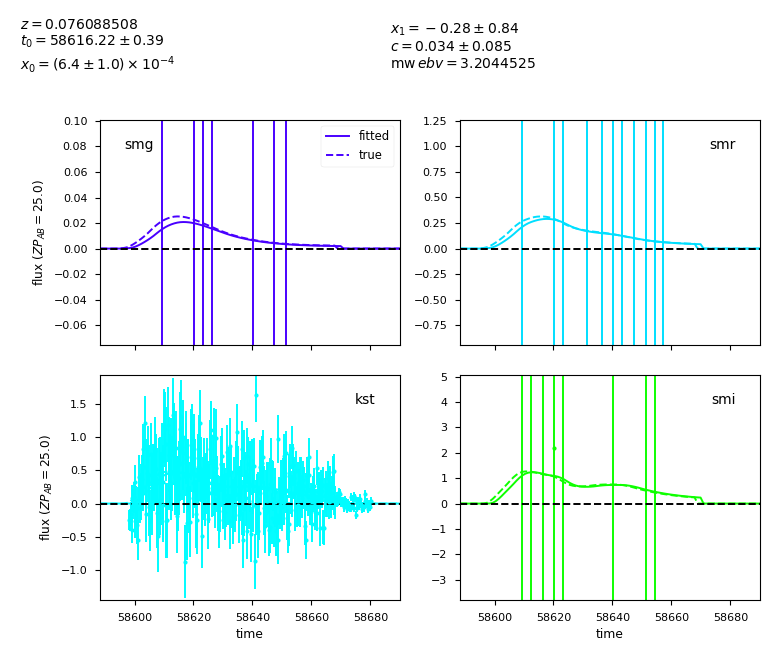 z = 0.076088508
t₀ = 58616.22 ± 0.39
x₀ = (6.4 ± 1.0) × 10⁻⁴
x₁ = −0.28 ± 0.84
c = 0.034 ± 0.085
mw ebv = 3.2044525
smg
fitted
true
0.10
0.08
0.06
0.04
0.02
0.00
−0.02
−0.04
−0.06
flux (ZP_AB = 25.0)
smr
1.25
1.00
0.75
0.50
0.25
0.00
−0.25
−0.50
−0.75
kst
1.5
1.0
0.5
0.0
−0.5
−1.0
flux (ZP_AB = 25.0)
58600 58620 58640 58660 58680
time
smi
5
4
3
2
1
0
−1
−2
−3
58600 58620 58640 58660 58680
time